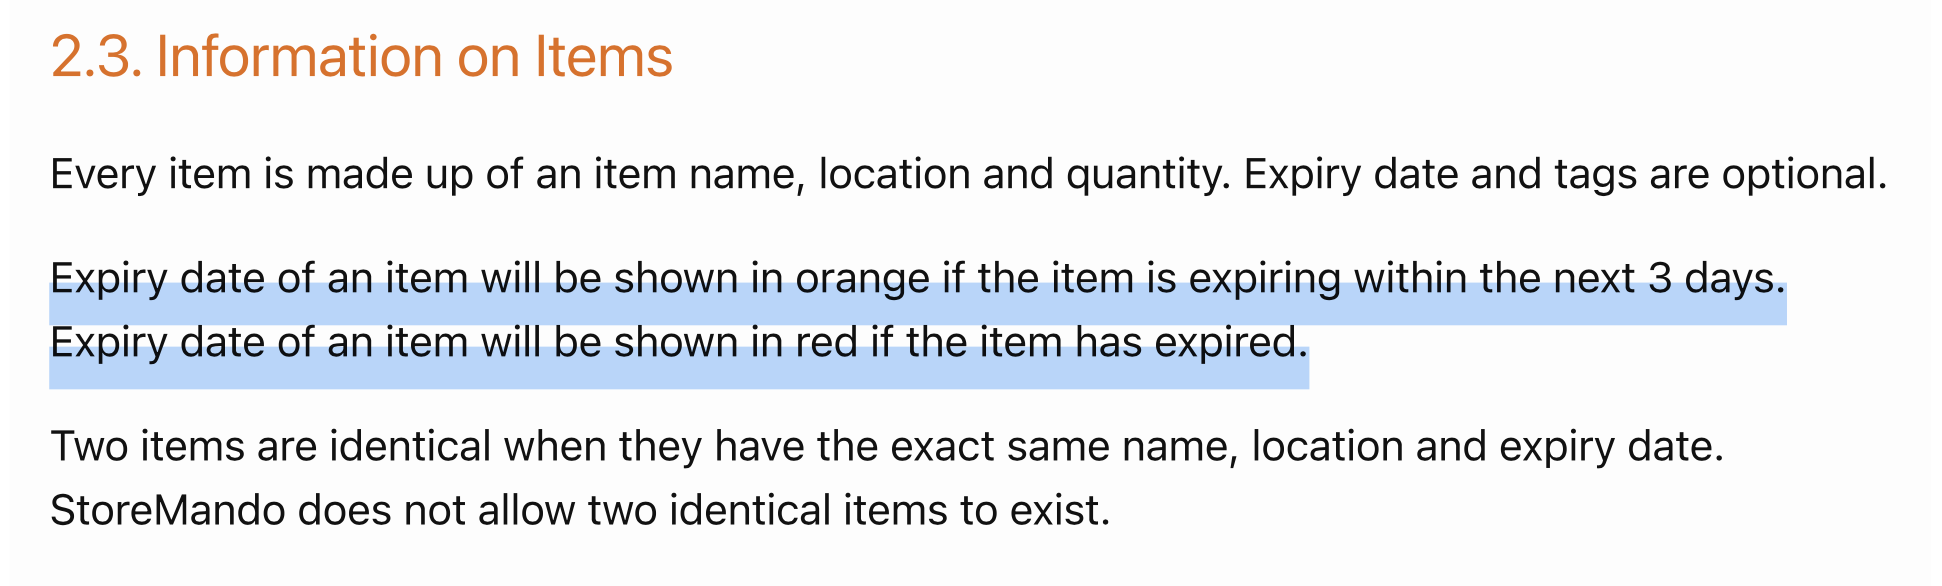 2.3. Information on Items
Every item is made up of an item name, location and quantity. Expiry date and tags are optional.
Expiry date of an item will be shown in orange if the item is expiring within the next 3 days.
Expiry date of an item will be shown in red if the item has expired.
Two items are identical when they have the exact same name, location and expiry date.
StoreMando does not allow two identical items to exist.